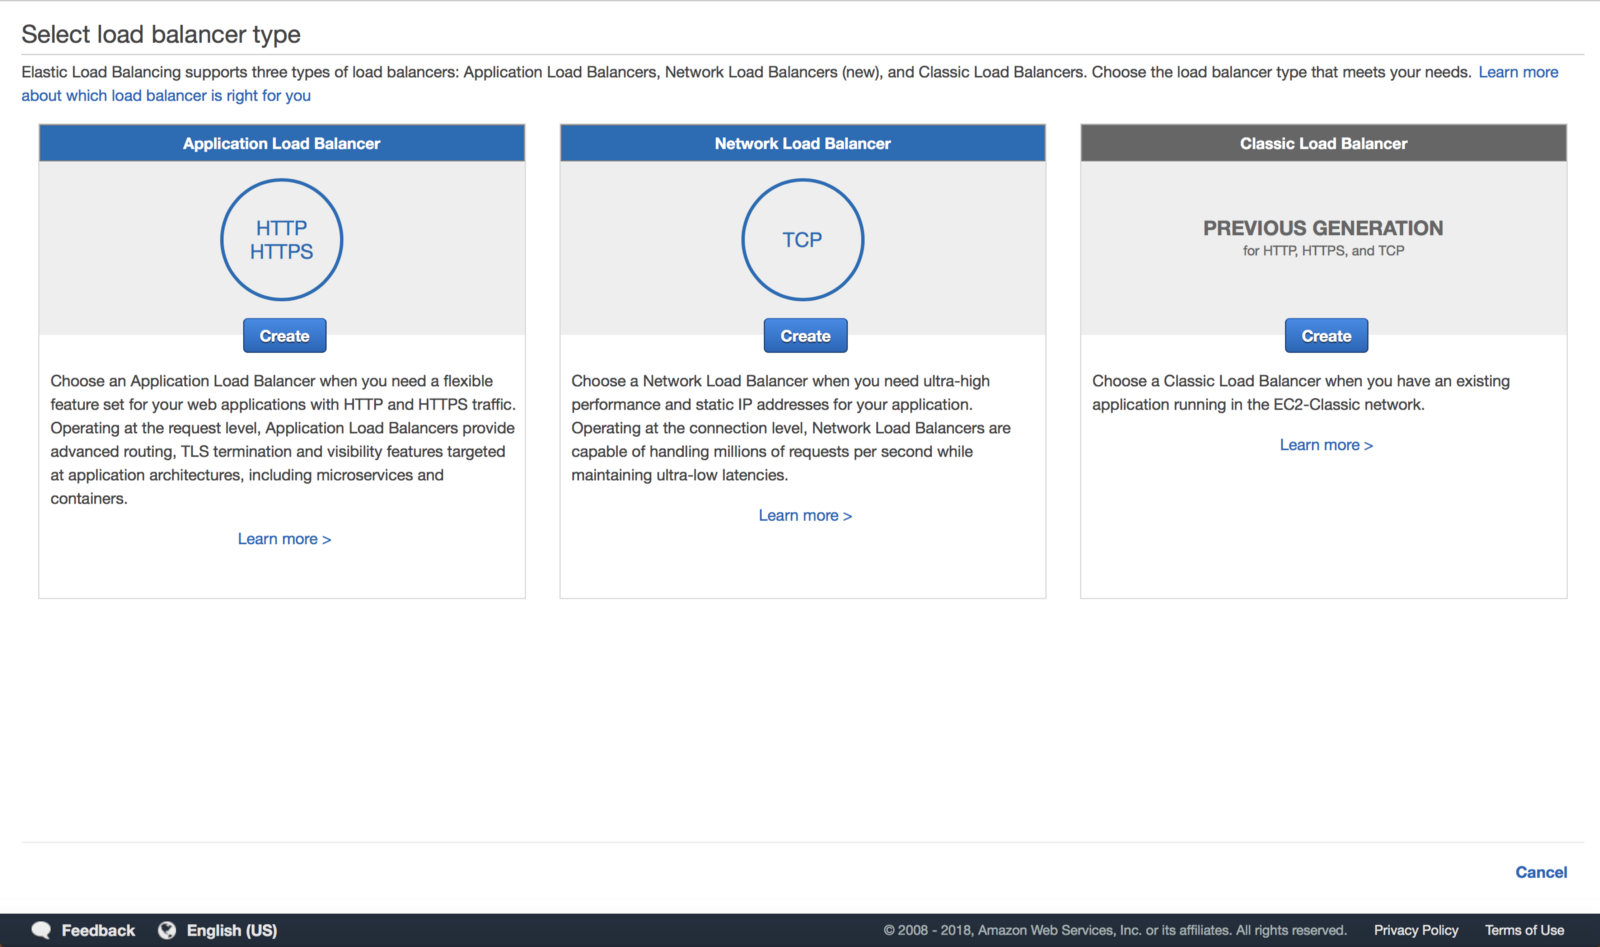 Select load balancer type
Elastic Load Balancing supports three types of load balancers: Application Load Balancers, Network Load Balancers (new), and Classic Load Balancers. Choose the load balancer type that meets your needs. Learn more
about which load balancer is right for you
Application Load Balancer
HTTP
HTTPS
Create
Choose an Application Load Balancer when you need a flexible
feature set for your web applications with HTTP and HTTPS traffic.
Operating at the request level, Application Load Balancers provide
advanced routing, TLS termination and visibility features targeted
at application architectures, including microservices and
containers.
Learn more >
Network Load Balancer
TCP
Create
Choose a Network Load Balancer when you need ultra-high
performance and static IP addresses for your application.
Operating at the connection level, Network Load Balancers are
capable of handling millions of requests per second while
maintaining ultra-low latencies.
Learn more >
Classic Load Balancer
PREVIOUS GENERATION
for HTTP, HTTPS, and TCP
Create
Choose a Classic Load Balancer when you have an existing
application running in the EC2-Classic network.
Learn more >
Cancel
Feedback English (US) © 2008 - 2018, Amazon Web Services, Inc. or its affiliates. All rights reserved. Privacy Policy Terms of Use